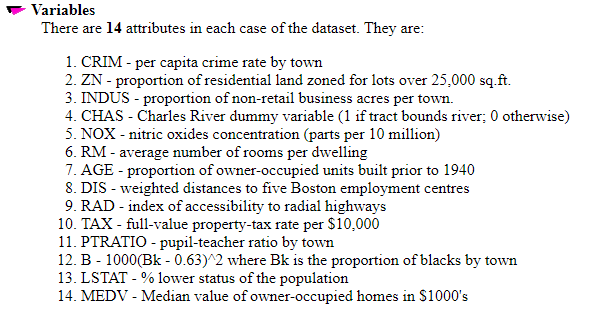 Variables
There are 14 attributes in each case of the dataset. They are:
1. CRIM - per capita crime rate by town
2. ZN - proportion of residential land zoned for lots over 25,000 sq.ft.
3. INDUS - proportion of non-retail business acres per town.
4. CHAS - Charles River dummy variable (1 if tract bounds river; 0 otherwise)
5. NOX - nitric oxides concentration (parts per 10 million)
6. RM - average number of rooms per dwelling
7. AGE - proportion of owner-occupied units built prior to 1940
8. DIS - weighted distances to five Boston employment centres
9. RAD - index of accessibility to radial highways
10. TAX - full-value property-tax rate per $10,000
11. PTRATIO - pupil-teacher ratio by town
12. B - 1000(Bk - 0.63)^2 where Bk is the proportion of blacks by town
13. LSTAT - % lower status of the population
14. MEDV - Median value of owner-occupied homes in $1000's